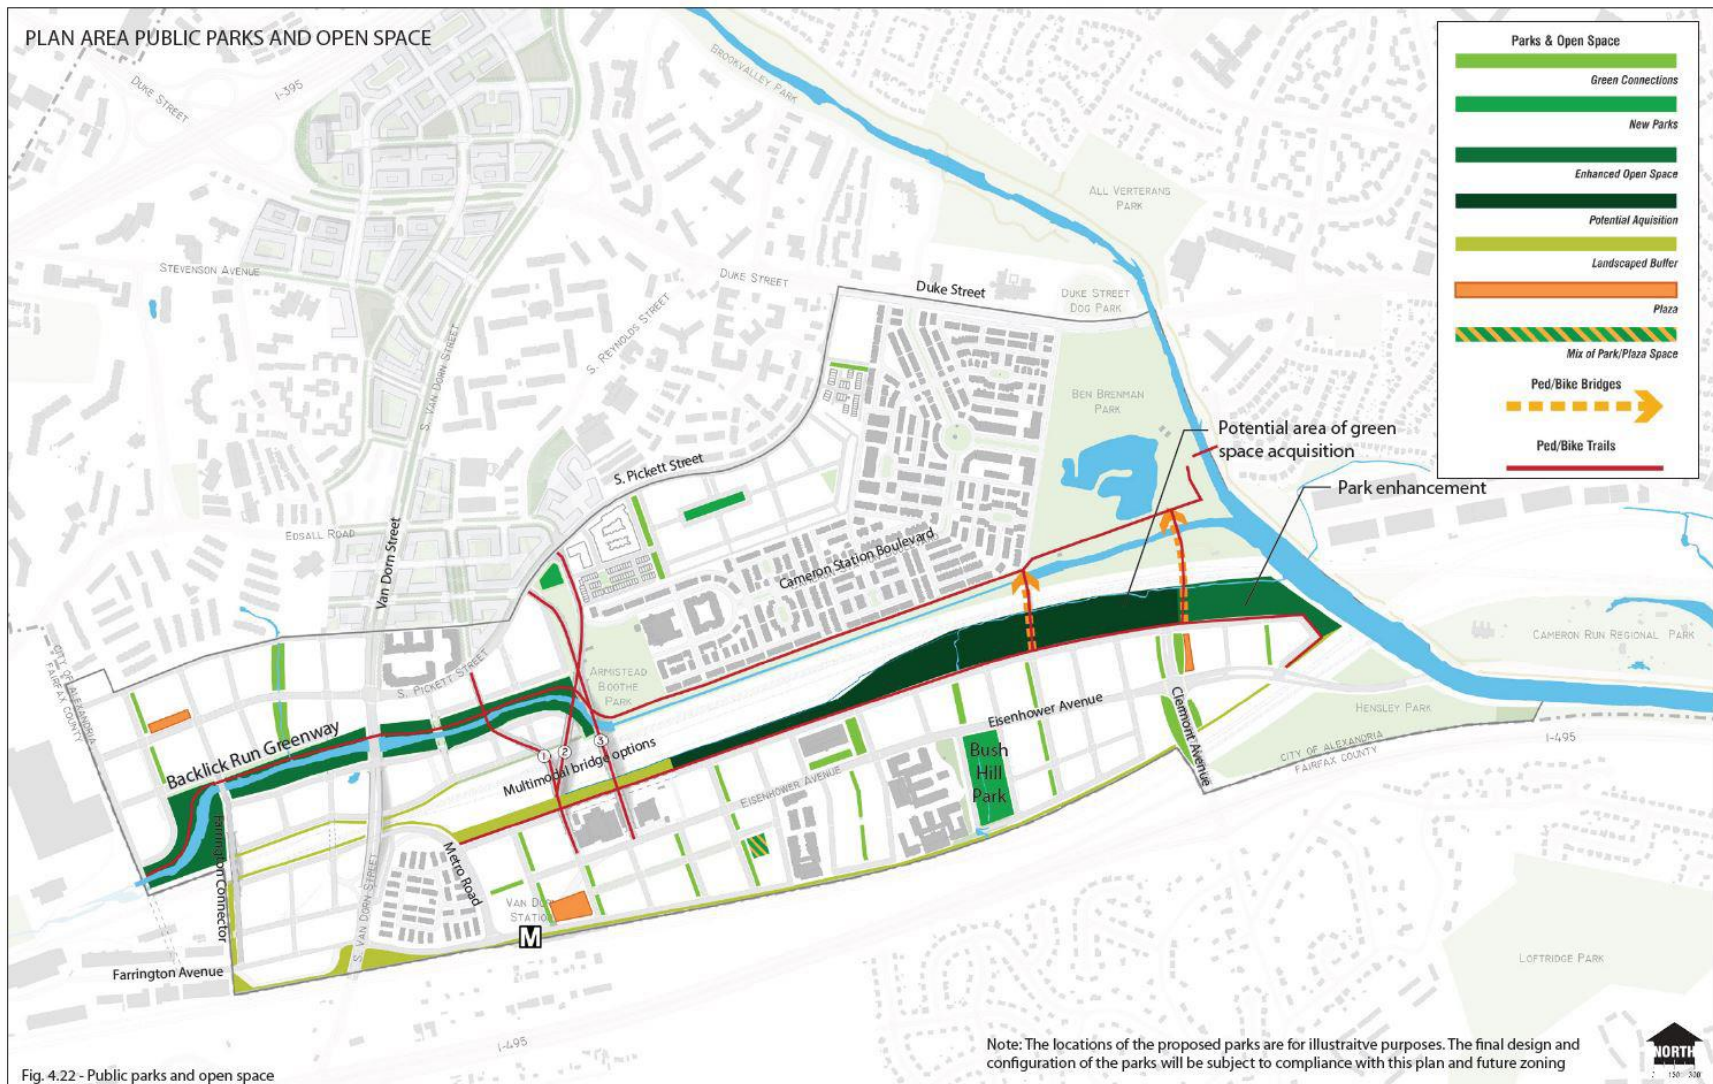 PLAN AREA PUBLIC PARKS AND OPEN SPACE
Parks & Open Space
Green Connections
New Parks
Enhanced Open Space
Potential Aquisition
Landscaped Buffer
Plaza
Mix of Park/Plaza Space
Ped/Bike Bridges
Ped/Bike Trails
DUKE STREET
I-395
BROOKVALLEY PARK
ALL VERTERANS
PARK
STEVENSON AVENUE
DUKE STREET
Duke Street
DUKE STREET
DOG PARK
S. REYNOLDS STREET
S. VAN DORN STREET
BEN BRENMAN
PARK
Potential area of green
space acquisition
Park enhancement
S. Pickett Street
EDSALL ROAD
Van Dorn Street
Cameron Station Boulevard
CAMERON RUN REGIONAL PARK
CITY OF ALEXANDRIA
FAIRFAX COUNTY
S. PICKETT STREET
ARMISTEAD
BOOTHE
PARK
Backlick Run Greenway
1
2
3
Multimodal bridge options
Eisenhower Avenue
Clermont Avenue
HENSLEY PARK
I-495
CITY OF ALEXANDRIA
FAIRFAX COUNTY
Bush
Hill
Park
EISENHOWER AVENUE
Farrington Connector
Metro Road
S. VAN DORN STREET
VAN DORN
STATION
M
Farrington Avenue
LOFTRIDGE PARK
I-495
Note: The locations of the proposed parks are for illustraitve purposes. The final design and
configuration of the parks will be subject to compliance with this plan and future zoning
NORTH
150 300
Fig. 4.22 - Public parks and open space